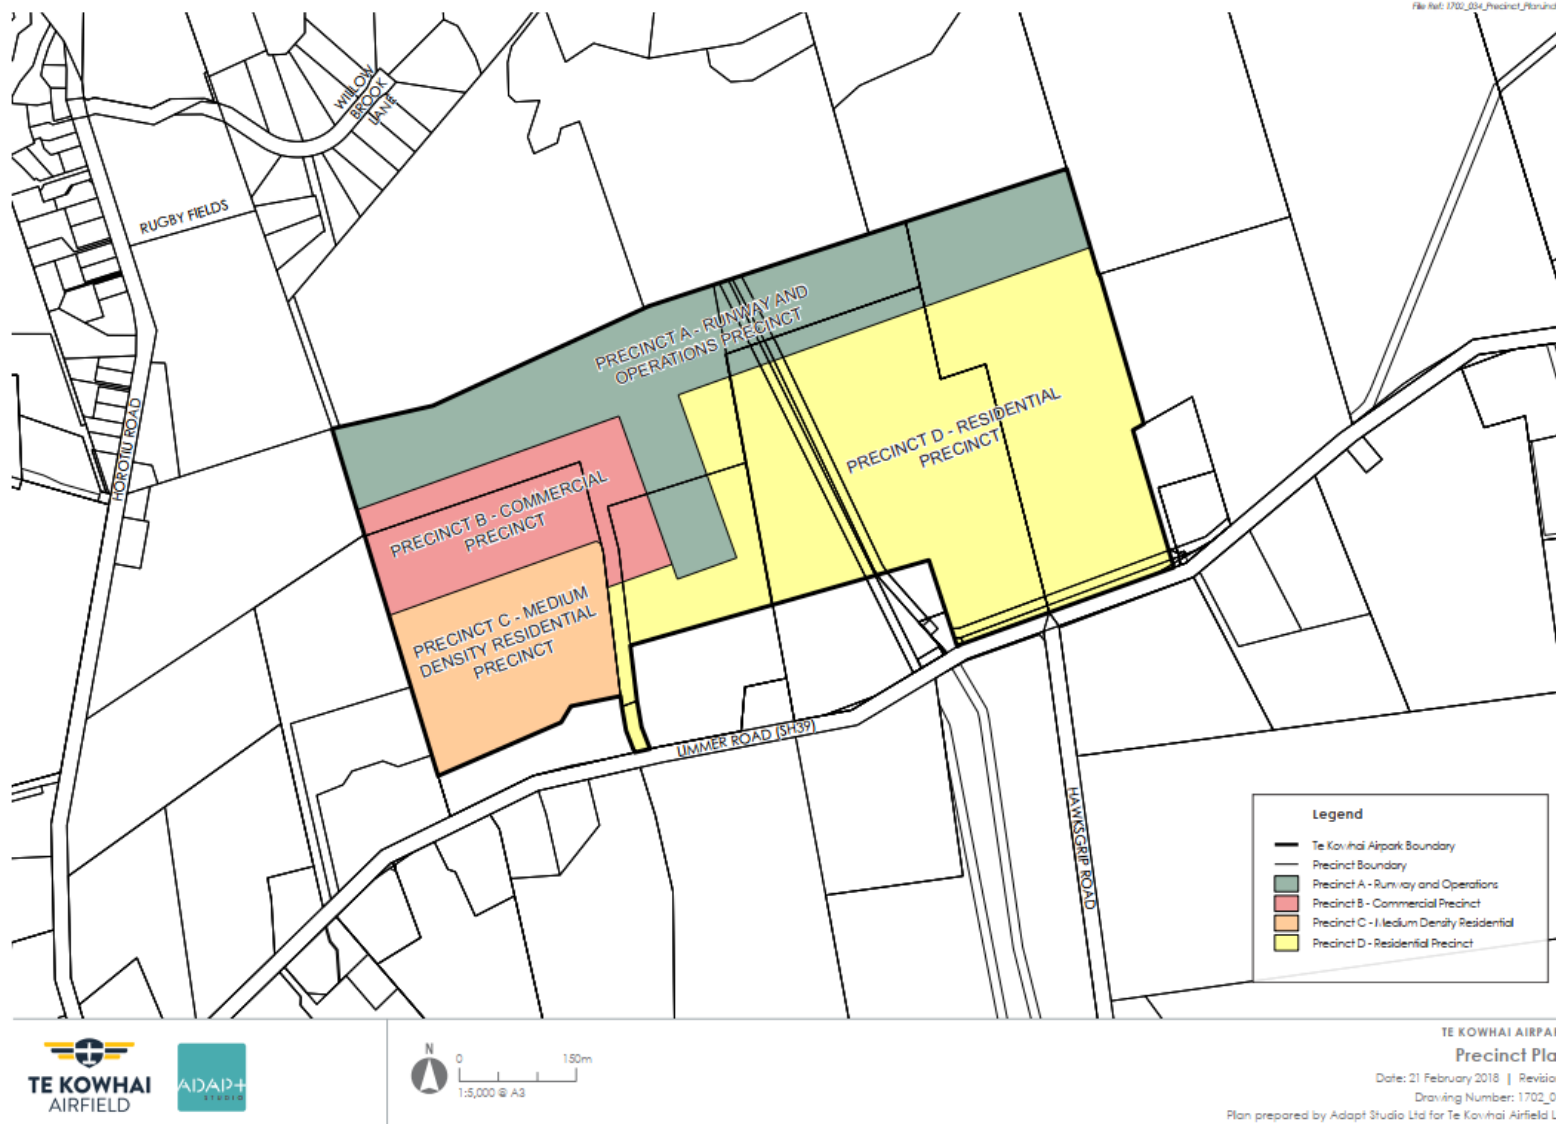 File Ref: 1702_034_Precinct_Plan.ind
WILLOW
BROOK
LANE
RUGBY FIELDS
HOROTIU ROAD
PRECINCT A - RUNWAY AND
OPERATIONS PRECINCT
PRECINCT B - COMMERCIAL
PRECINCT
PRECINCT C - MEDIUM
DENSITY RESIDENTIAL
PRECINCT
PRECINCT D - RESIDENTIAL
PRECINCT
LIMMER ROAD (SH39)
HAWKSGRIP ROAD
Legend
Te Kowhai Airpark Boundary
Precinct Boundary
Precinct A - Runway and Operations
Precinct B - Commercial Precinct
Precinct C - Medium Density Residential
Precinct D - Residential Precinct
TE KOWHAI
AIRFIELD
ADAP+
STUDIO
N
0 150m
1:5,000 @ A3
TE KOWHAI AIRPA
Precinct Pla
Date: 21 February 2018 | Revisio
Drawing Number: 1702_0
Plan prepared by Adapt Studio Ltd for Te Kowhai Airfield L